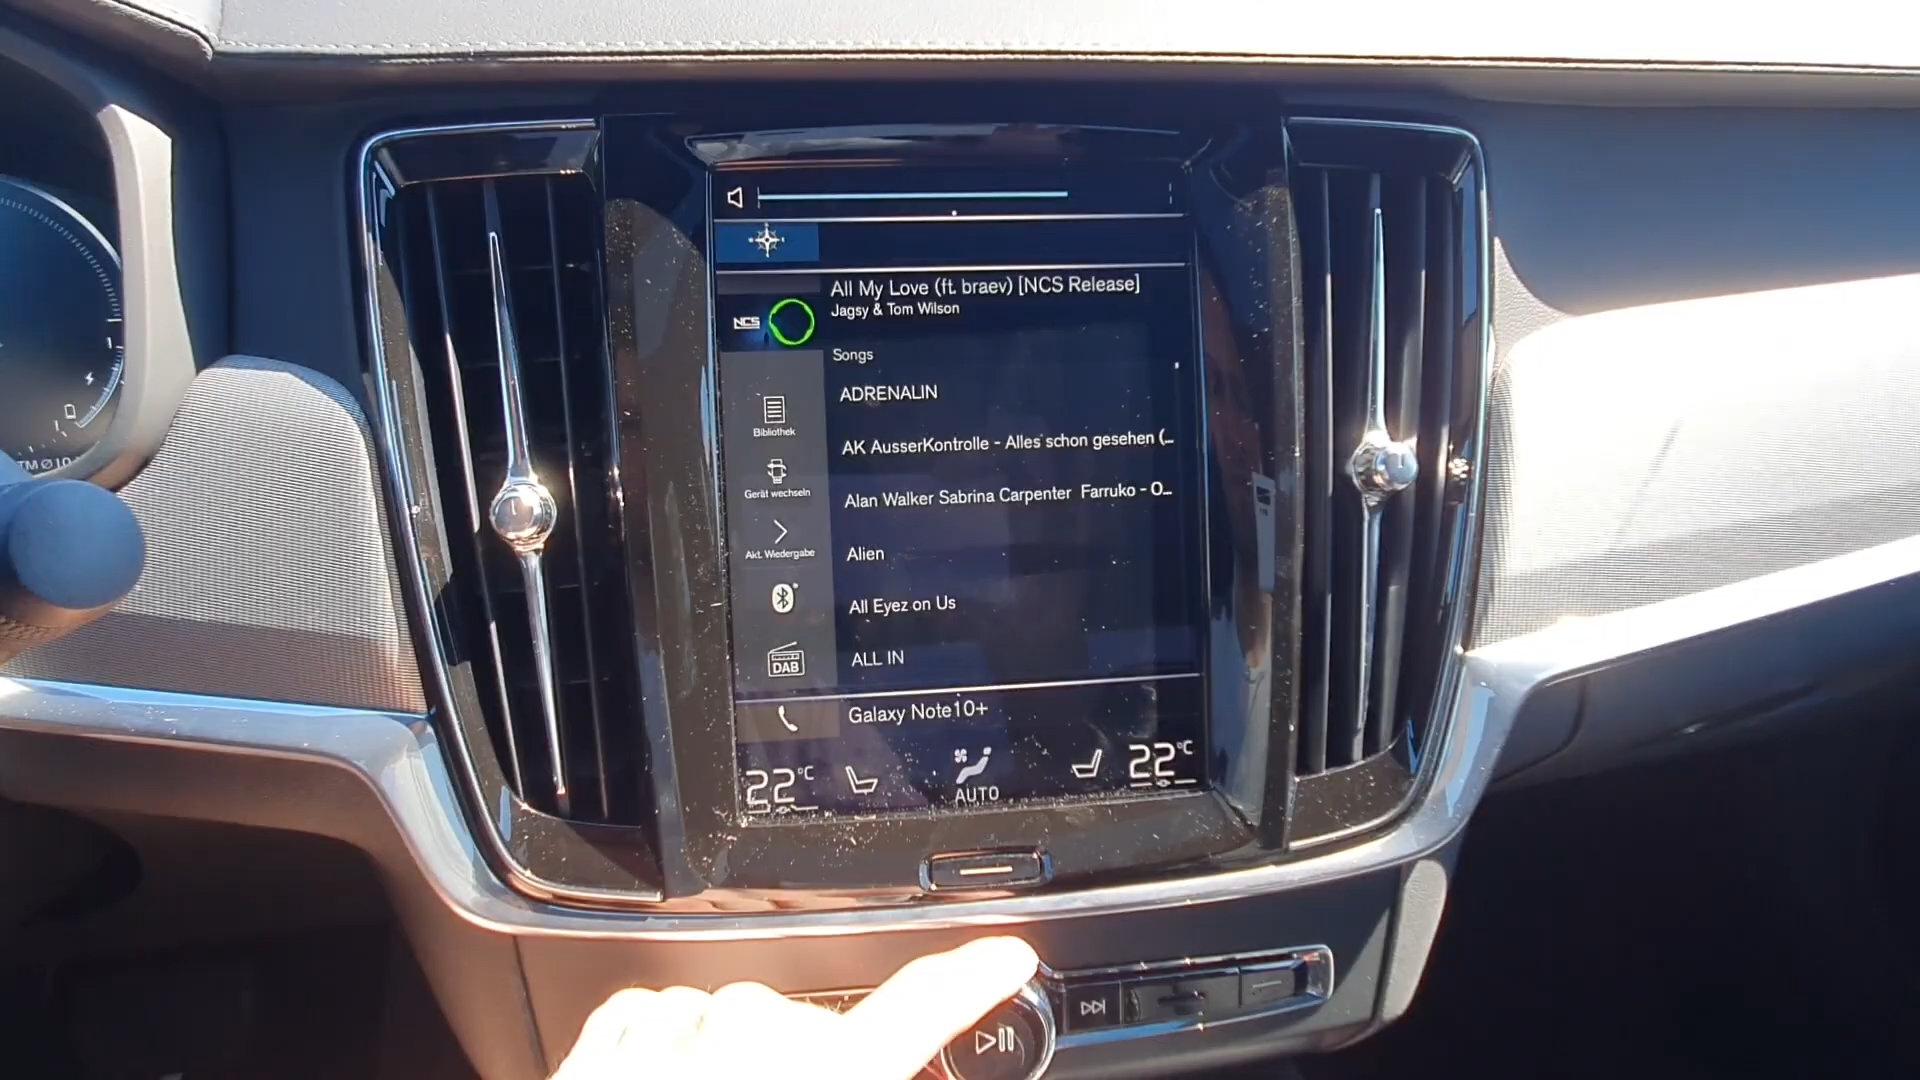 All My Love (ft. braev) [NCS Release]
Jagsy & Tom Wilson
NCS
Songs
ADRENALIN
Bibliothek
AK AusserKontrolle - Alles schon gesehen (...
Gerät wechseln
Alan Walker Sabrina Carpenter Farruko - O...
Akt. Wiedergabe
Alien
All Eyez on Us
DAB
ALL IN
Galaxy Note10+
22°C
AUTO
22°C